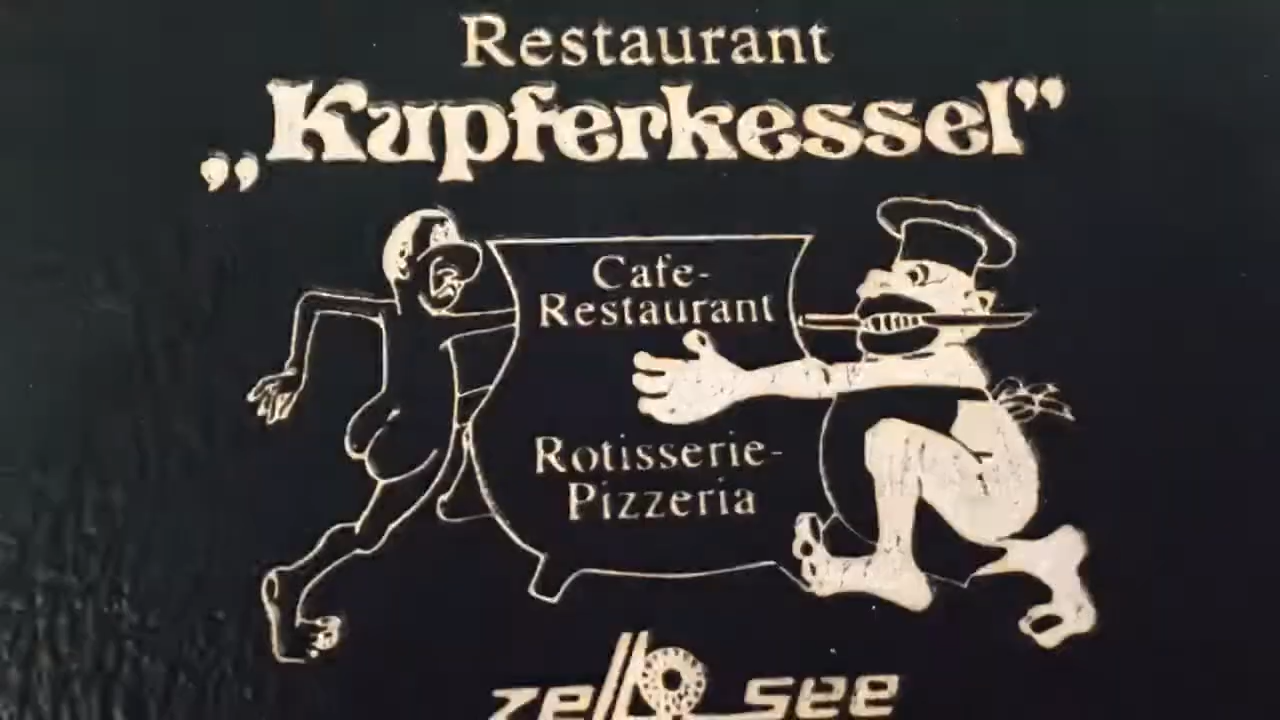 Restaurant
„Kupferkessel”
Cafe-
Restaurant
Rotisserie-
Pizzeria
zell see